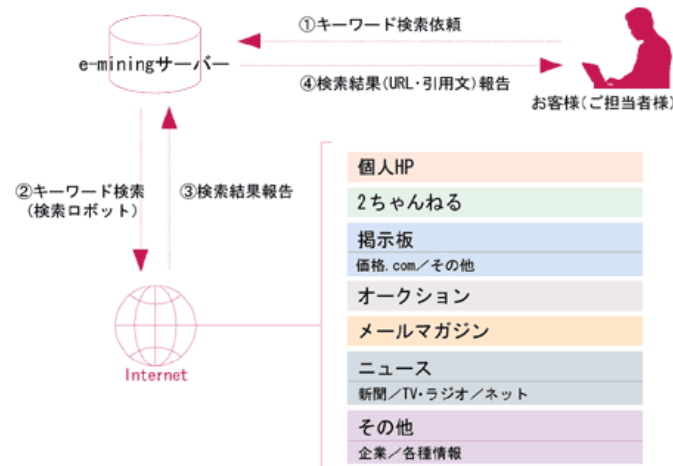 ①キーワード検索依頼
e-miningサーバー
④検索結果(URL・引用文)報告
お客様(ご担当者様)
②キーワード検索
(検索ロボット)
③検索結果報告
Internet
個人HP
2ちゃんねる
掲示板
価格.com/その他
オークション
メールマガジン
ニュース
新聞/TV・ラジオ/ネット
その他
企業/各種情報